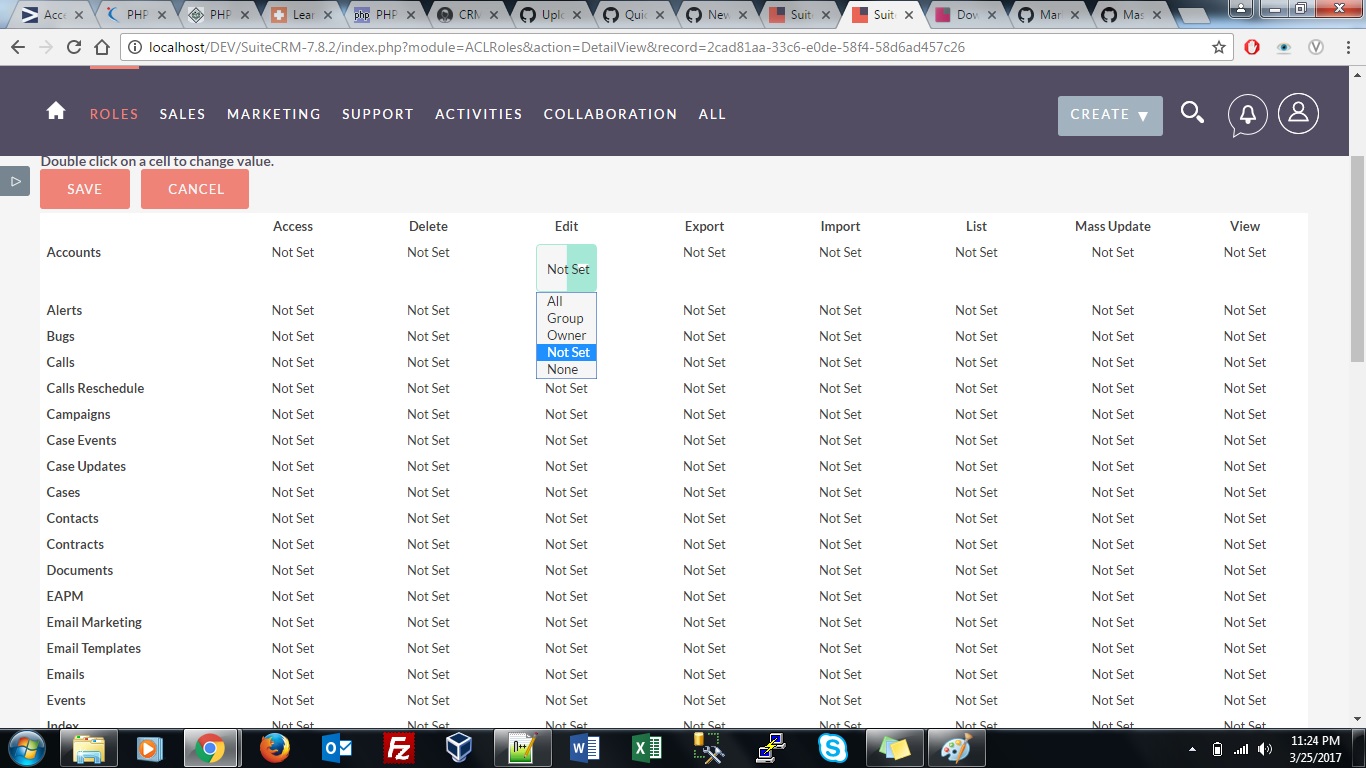 Acce PHP PHP Lear PHP CRM Uplo Quic New Suite Suite Dow Mar Mas
localhost/DEV/SuiteCRM-7.8.2/index.php?module=ACLRoles&action=DetailView&record=2cad81aa-33c6-e0de-58f4-58d6ad457c26
ROLES SALES MARKETING SUPPORT ACTIVITIES COLLABORATION ALL CREATE
Double click on a cell to change value.
SAVE CANCEL
Access Delete Edit Export Import List Mass Update View
Accounts Not Set Not Set Not Set Not Set Not Set Not Set Not Set Not Set
All
Group
Owner
Not Set
None
Alerts Not Set Not Set Not Set Not Set Not Set Not Set Not Set
Bugs Not Set Not Set Not Set Not Set Not Set Not Set Not Set
Calls Not Set Not Set Not Set Not Set Not Set Not Set Not Set
Calls Reschedule Not Set Not Set Not Set Not Set Not Set Not Set Not Set Not Set
Campaigns Not Set Not Set Not Set Not Set Not Set Not Set Not Set Not Set
Case Events Not Set Not Set Not Set Not Set Not Set Not Set Not Set Not Set
Case Updates Not Set Not Set Not Set Not Set Not Set Not Set Not Set Not Set
Cases Not Set Not Set Not Set Not Set Not Set Not Set Not Set Not Set
Contacts Not Set Not Set Not Set Not Set Not Set Not Set Not Set Not Set
Contracts Not Set Not Set Not Set Not Set Not Set Not Set Not Set Not Set
Documents Not Set Not Set Not Set Not Set Not Set Not Set Not Set Not Set
EAPM Not Set Not Set Not Set Not Set Not Set Not Set Not Set Not Set
Email Marketing Not Set Not Set Not Set Not Set Not Set Not Set Not Set Not Set
Email Templates Not Set Not Set Not Set Not Set Not Set Not Set Not Set Not Set
Emails Not Set Not Set Not Set Not Set Not Set Not Set Not Set Not Set
Events Not Set Not Set Not Set Not Set Not Set Not Set Not Set Not Set
Index Not Set Not Set Not Set Not Set Not Set Not Set Not Set Not Set
11:24 PM
3/25/2017